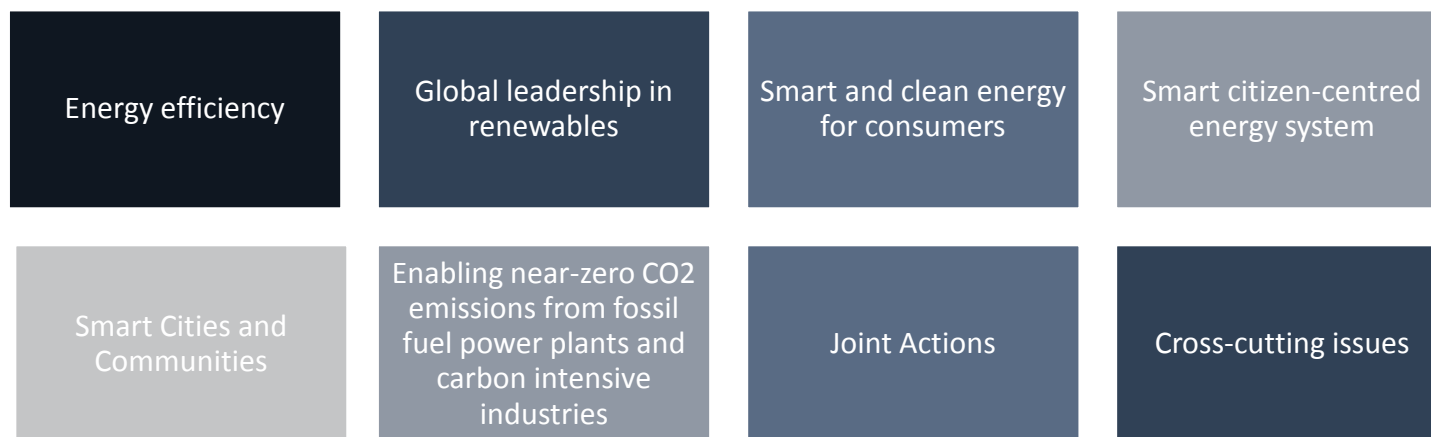 Energy efficiency
Global leadership in
renewables
Smart and clean energy
for consumers
Smart citizen-centred
energy system
Smart Cities and
Communities
Enabling near-zero CO2
emissions from fossil
fuel power plants and
carbon intensive
industries
Joint Actions
Cross-cutting issues